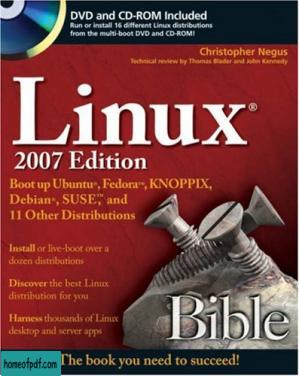 DVD and CD-ROM Included
Run or install 16 different Linux distributions
from the multi-boot DVD and CD-ROM!
Christopher Negus
Technical review by Thomas Blader and John Kennedy
Linux®
2007 Edition
Boot up Ubuntu®, Fedora™, KNOPPIX,
Debian®, SUSE™, and
11 Other Distributions
Install or live-boot over a
dozen distributions
Discover the best Linux
distribution for you
Harness thousands of Linux
desktop and server apps
Bible
The book you need to succeed!
homeofpdf.com